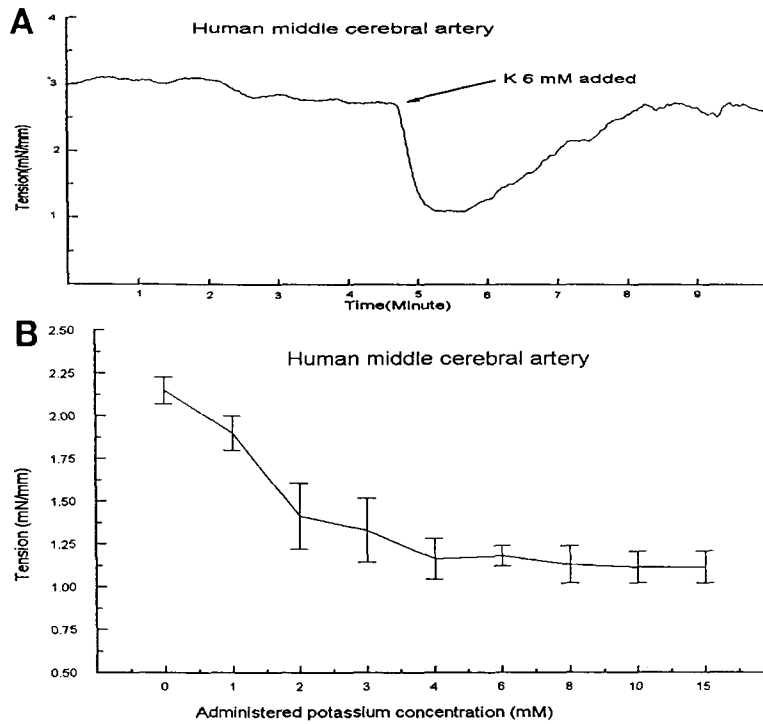 A
Human middle cerebral artery
K 6 mM added
Tension(mN/mm)
4
3
2
1
0
1 2 3 4 5 6 7 8 9
Time(Minute)
B
Human middle cerebral artery
Tension (mN/mm)
2.50
2.25
2.00
1.75
1.50
1.25
1.00
0.75
0.50
0 1 2 3 4 6 8 10 15
Administered potassium concentration (mM)